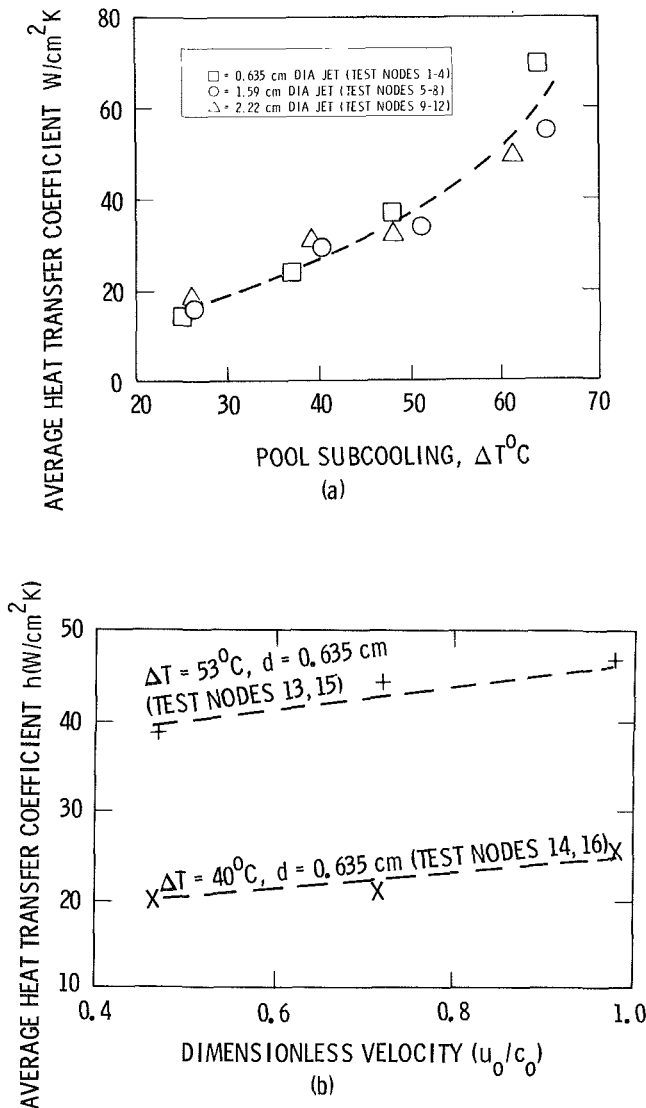 AVERAGE HEAT TRANSFER COEFFICIENT W/cm²K
80
60
40
20
0
□ = 0.635 cm DIA JET (TEST NODES 1-4)
○ = 1.59 cm DIA JET (TEST NODES 5-8)
△ = 2.22 cm DIA JET (TEST NODES 9-12)
20 30 40 50 60 70
POOL SUBCOOLING, ΔT⁰C
(a)
AVERAGE HEAT TRANSFER COEFFICIENT h(W/cm²K)
50
40
30
20
10
ΔT = 53⁰C, d = 0.635 cm
(TEST NODES 13, 15)
ΔT = 40⁰C, d = 0.635 cm (TEST NODES 14, 16)
0.4 0.6 0.8 1.0
DIMENSIONLESS VELOCITY (u₀/c₀)
(b)